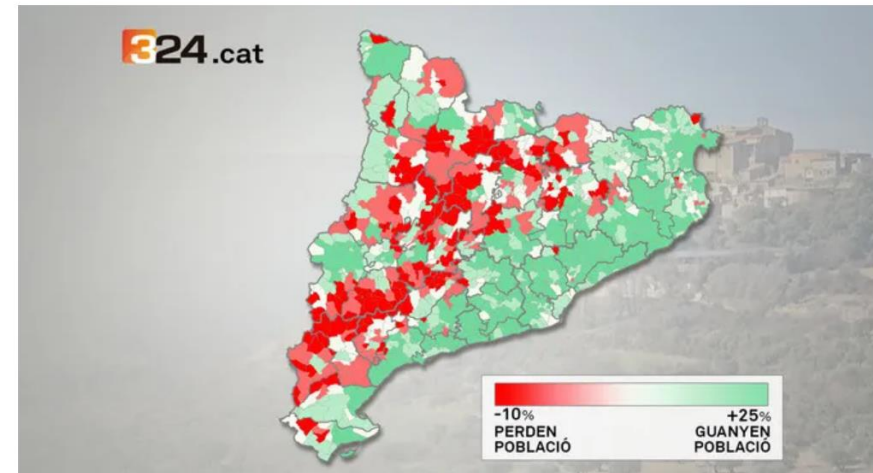 324.cat
-10%
PERDEN
POBLACIÓ
+25%
GUANYEN
POBLACIÓ